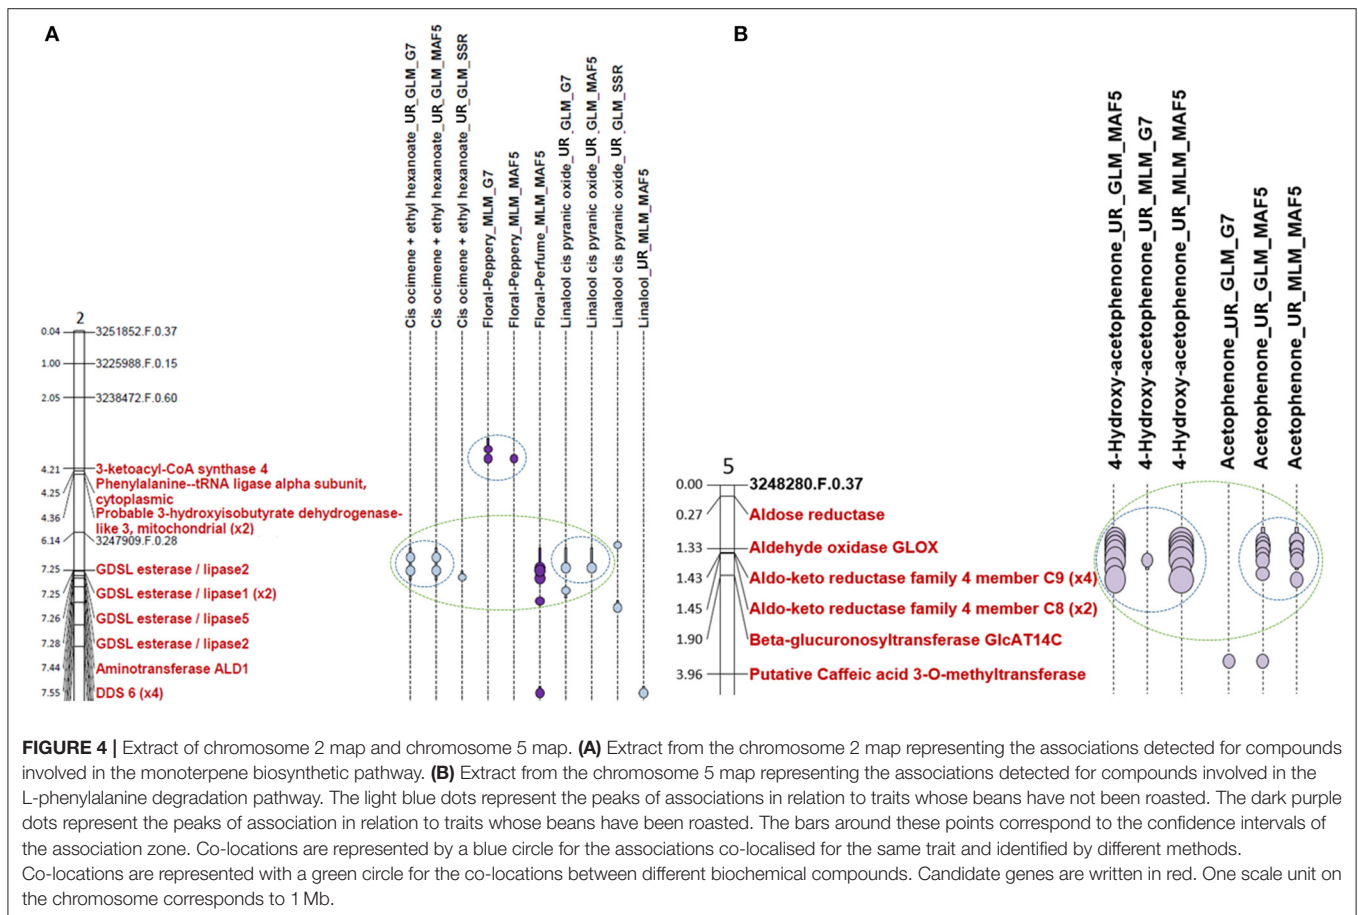 A
B
Cis ocimene + ethyl hexanoate_UR_GLM_G7
Cis ocimene + ethyl hexanoate_UR_GLM_MAF5
Cis ocimene + ethyl hexanoate_UR_GLM_SSR
Floral-Peppery_MLM_G7
Floral-Peppery_MLM_MAF5
Floral-Perfume_MLM_MAF5
Linalool cis pyranic oxide_UR_GLM_G7
Linalool cis pyranic oxide_UR_GLM_MAF5
Linalool cis pyranic oxide_UR_GLM_SSR
Linalool_UR_MLM_MAF5
2
0.04 3251852.F.0.37
1.00 3225988.F.0.15
2.05 3238472.F.0.60
4.21 3-ketoacyl-CoA synthase 4
4.25 Phenylalanine--tRNA ligase alpha subunit,
cytoplasmic
4.36 Probable 3-hydroxyisobutyrate dehydrogenase-
like 3, mitochondrial (x2)
6.14 3247909.F.0.28
7.25 GDSL esterase / lipase2
7.25 GDSL esterase / lipase1 (x2)
7.26 GDSL esterase / lipase5
7.28 GDSL esterase / lipase2
7.44 Aminotransferase ALD1
7.55 DDS 6 (x4)
4-Hydroxy-acetophenone_UR_GLM_MAF5
4-Hydroxy-acetophenone_UR_MLM_G7
4-Hydroxy-acetophenone_UR_MLM_MAF5
Acetophenone_UR_GLM_G7
Acetophenone_UR_GLM_MAF5
Acetophenone_UR_MLM_MAF5
5
0.00 3248280.F.0.37
0.27 Aldose reductase
1.33 Aldehyde oxidase GLOX
1.43 Aldo-keto reductase family 4 member C9 (x4)
1.45 Aldo-keto reductase family 4 member C8 (x2)
1.90 Beta-glucuronosyltransferase GlcAT14C
3.96 Putative Caffeic acid 3-O-methyltransferase
FIGURE 4 | Extract of chromosome 2 map and chromosome 5 map. (A) Extract from the chromosome 2 map representing the associations detected for compounds
involved in the monoterpene biosynthetic pathway. (B) Extract from the chromosome 5 map representing the associations detected for compounds involved in the
L-phenylalanine degradation pathway. The light blue dots represent the peaks of associations in relation to traits whose beans have not been roasted. The dark purple
dots represent the peaks of association in relation to traits whose beans have been roasted. The bars around these points correspond to the confidence intervals of
the association zone. Co-locations are represented by a blue circle for the associations co-localised for the same trait and identified by different methods.
Co-locations are represented with a green circle for the co-locations between different biochemical compounds. Candidate genes are written in red. One scale unit on
the chromosome corresponds to 1 Mb.